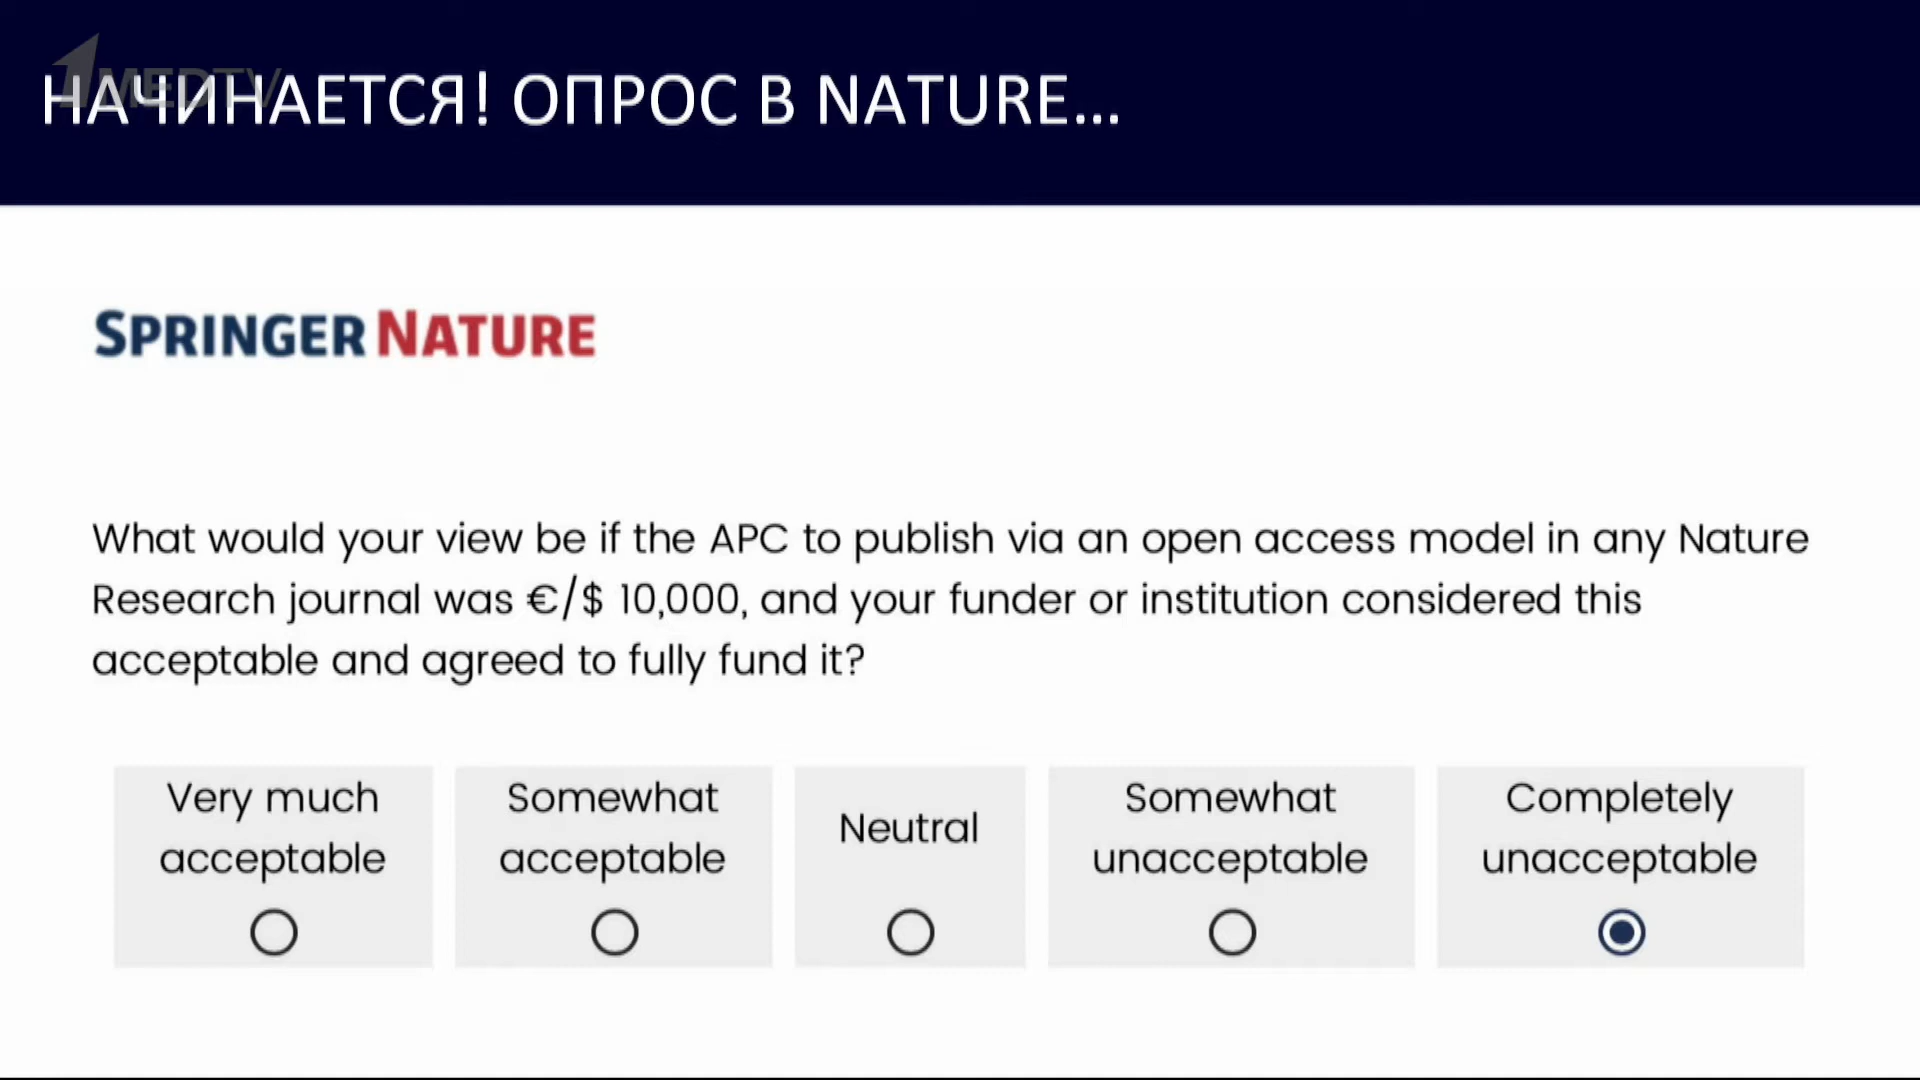 1MEDTV
НАЧИНАЕТСЯ! ОПРОС В NATURE...
SPRINGER NATURE
What would your view be if the APC to publish via an open access model in any Nature
Research journal was €/$ 10,000, and your funder or institution considered this
acceptable and agreed to fully fund it?
Very much
acceptable
Somewhat
acceptable
Neutral
Somewhat
unacceptable
Completely
unacceptable